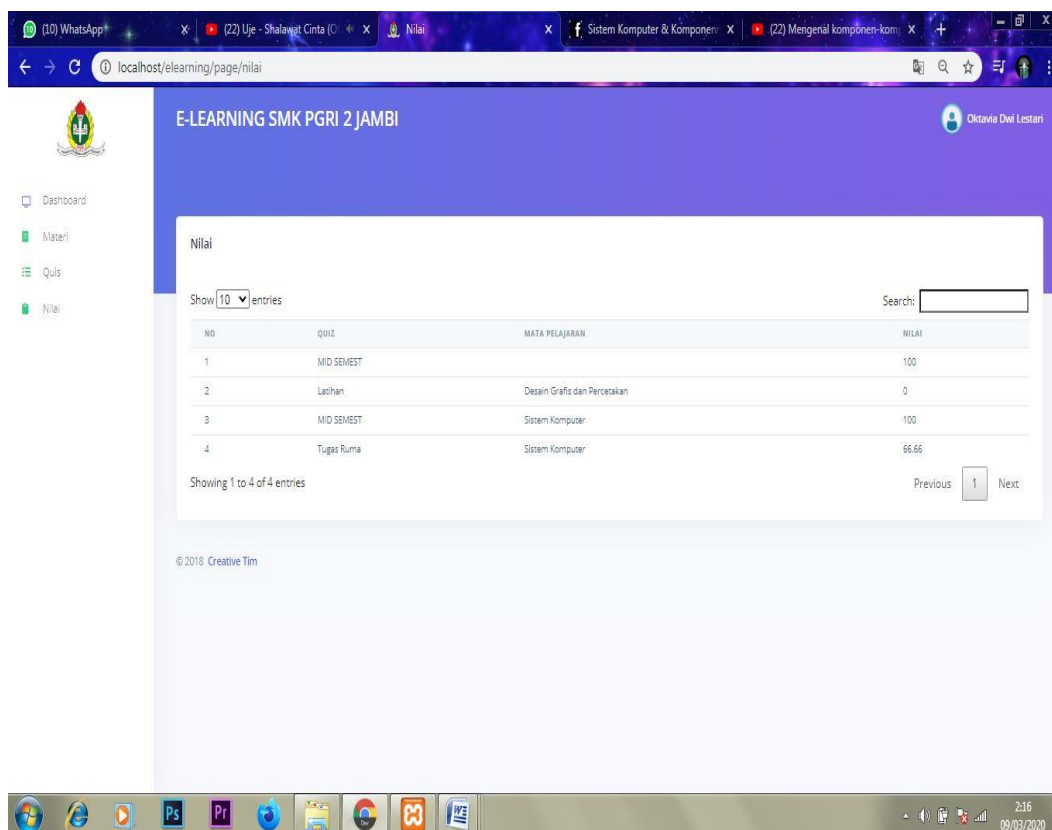 (10) WhatsApp
(22) Uje - Shalawat Cinta (O
Nilai
Sistem Komputer & Komponen
(22) Mengenal komponen-kom
localhost/elearning/page/nilai
E-LEARNING SMK PGRI 2 JAMBI
Oktavia Dwi Lestari
Dashboard
Materi
Quis
Nilai
Nilai
Show 10 entries
Search:
NO QUIZ MATA PELAJARAN NILAI
1 MID SEMEST 100
2 Latihan Desain Grafis dan Percetakan 0
3 MID SEMEST Sistem Komputer 100
4 Tugas Ruma Sistem Komputer 66.66
Showing 1 to 4 of 4 entries
Previous 1 Next
© 2018 Creative Tim
Ps Pr
Dev
2:16
09/03/2020